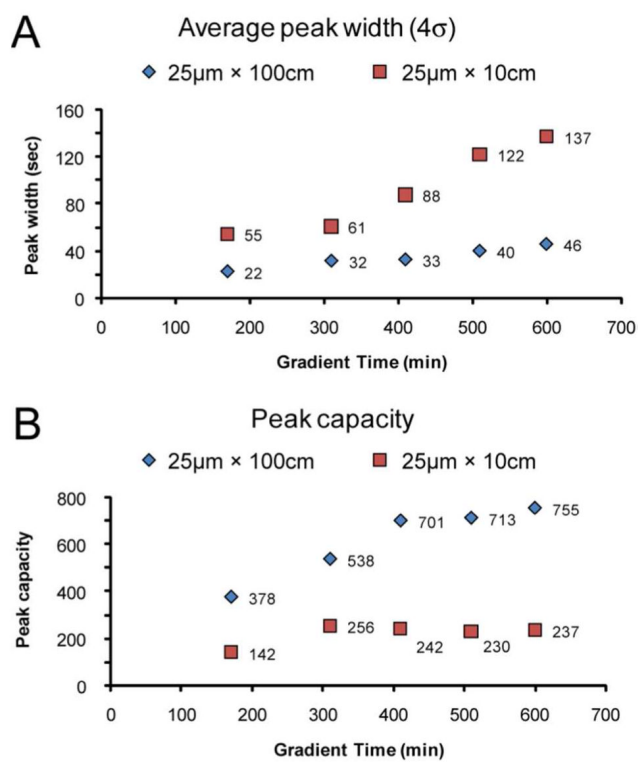 A
Average peak width (4σ)
25µm × 100cm 25µm × 10cm
Peak width (sec)
160
120
80
40
0
137
122
88
61
55
46
40
33
32
22
0 100 200 300 400 500 600 700
Gradient Time (min)
B
Peak capacity
25µm × 100cm 25µm × 10cm
Peak capacity
800
600
400
200
0
755
713
701
538
378
256
242
230
237
142
0 100 200 300 400 500 600 700
Gradient Time (min)